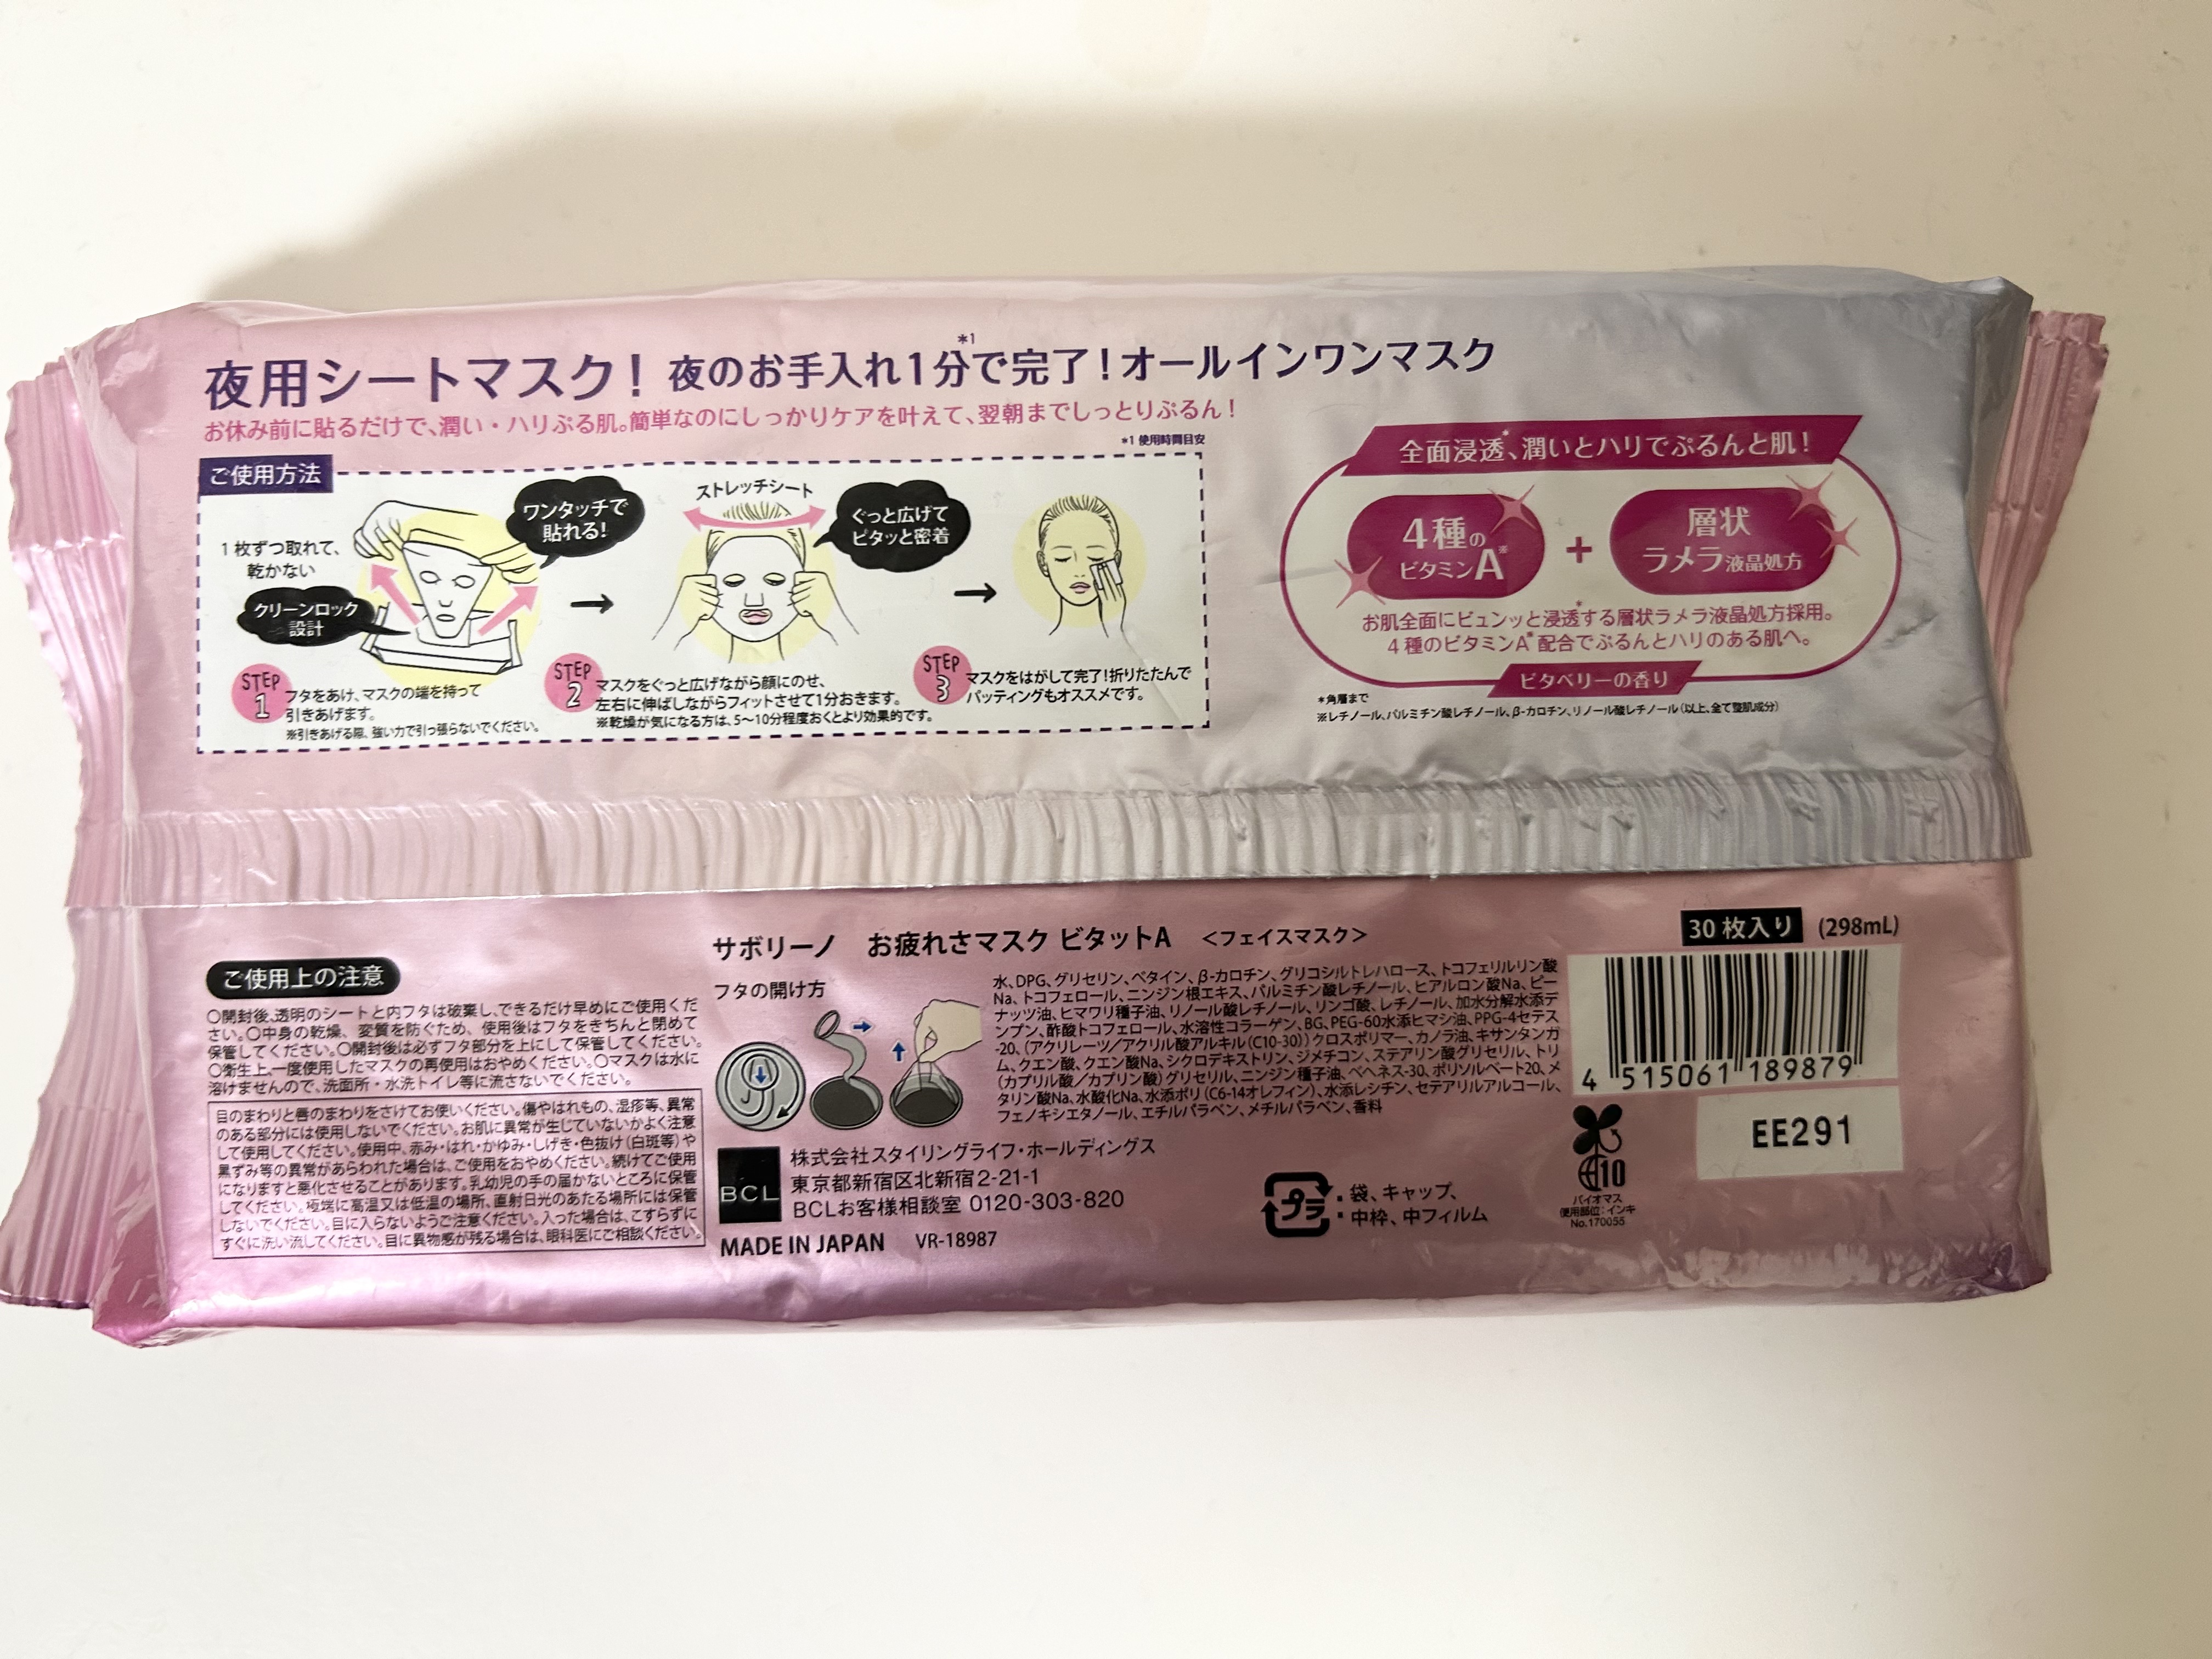 夜用シートマスク！ 夜のお手入れ1分*1で完了！オールインワンマスク
お休み前に貼るだけで、潤い・ハリぷる肌。簡単なのにしっかりケアを叶えて、翌朝までしっとりぷるん！
*1 使用時間目安
ご使用方法
1枚ずつ取れて、
乾かない
クリーンロック
設計
ワンタッチで
貼れる!
STEP
1
フタをあけ、マスクの端を持って
引きあげます。
※引きあげる際、強い力で引っ張らないでください。
ストレッチシート
ぐっと広げて
ピタッと密着
STEP
2
マスクをぐっと広げながら顔にのせ、
左右に伸ばしながらフィットさせて1分おきます。
※乾燥が気になる方は、5〜10分程度おくとより効果的です。
STEP
3
マスクをはがして完了!折りたたんで
パッティングもオススメです。
全面浸透*、潤いとハリでぷるんと肌！
4種の
ビタミンA※
+
層状
ラメラ液晶処方
お肌全面にビュンッと浸透*する層状ラメラ液晶処方採用。
4種のビタミンA※配合でぷるんとハリのある肌へ。
ビタベリーの香り
*角層まで
※レチノール、パルミチン酸レチノール、β-カロチン、リノール酸レチノール(以上、全て整肌成分)
ご使用上の注意
○開封後、透明のシートと内フタは破棄し、できるだけ早めにご使用くだ
さい。○中身の乾燥、変質を防ぐため、使用後はフタをきちんと閉めて
保管してください。○開封後は必ずフタ部分を上にして保管してください。
○衛生上、一度使用したマスクの再使用はおやめください。○マスクは水に
溶けませんので、洗面所・水洗トイレ等に流さないでください。
目のまわりと唇のまわりをさけてお使いください。傷やはれもの、湿疹等、異常
のある部分には使用しないでください。お肌に異常が生じていないかよく注意
して使用してください。使用中、赤み・はれ・かゆみ・しげき・色抜け(白斑等)や
黒ずみ等の異常があらわれた場合は、ご使用をおやめください。続けてご使用
になりますと悪化させることがあります。乳幼児の手の届かないところに保管
してください。極端に高温又は低温の場所、直射日光のあたる場所には保管
しないでください。目に入らないようご注意ください。入った場合は、こすらずに
すぐに洗い流してください。目に異物感が残る場合は、眼科医にご相談ください。
サボリーノ お疲れさマスク ビタットA <フェイスマスク>
フタの開け方
水、DPG、グリセリン、ベタイン、β-カロチン、グリコシルトレハロース、トコフェリルリン酸
Na、トコフェロール、ニンジン根エキス、パルミチン酸レチノール、ヒアルロン酸Na、ピー
ナッツ油、ヒマワリ種子油、リノール酸レチノール、リンゴ酸、レチノール、加水分解水添デ
ンプン、酢酸トコフェロール、水溶性コラーゲン、BG、PEG-60水添ヒマシ油、PPG-4セテス
-20、(アクリレーツ/アクリル酸アルキル(C10-30))クロスポリマー、カノラ油、キサンタンガ
ム、クエン酸、クエン酸Na、シクロデキストリン、ジメチコン、ステアリン酸グリセリル、トリ
(カプリル酸/カプリン酸)グリセリル、ニンジン種子油、ベヘネス-30、ポリソルベート20、メ
タリン酸Na、水酸化Na、水添ポリ(C6-14オレフィン)、水添レシチン、セテアリルアルコール、
フェノキシエタノール、エチルパラベン、メチルパラベン、香料
BCL
株式会社スタイリングライフ・ホールディングス
東京都新宿区北新宿2-21-1
BCLお客様相談室 0120-303-820
MADE IN JAPAN VR-18987
プラ
: 袋、キャップ、
: 中枠、中フィルム
30枚入り (298mL)
4 515061 189879
10
バイオマス
使用部位：インキ
No.170055
EE291